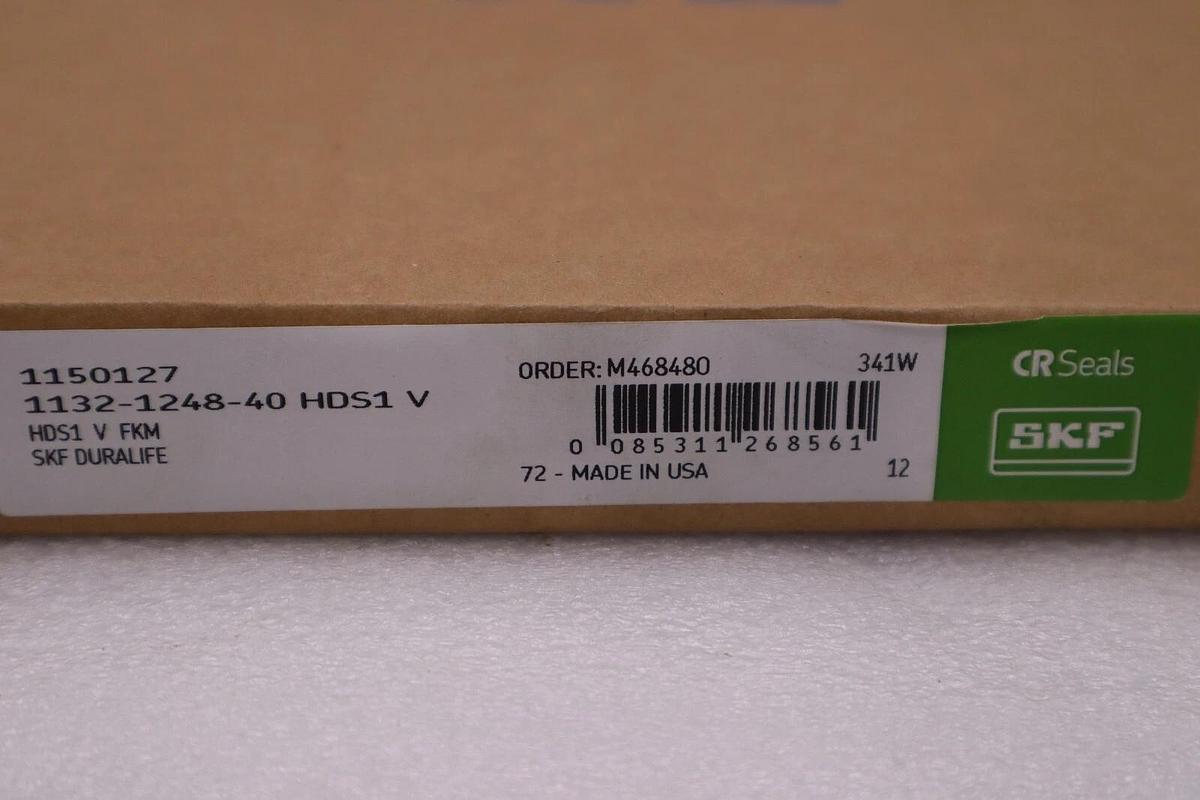 1150127
1132-1248-40 HDS1 V
HDS1 V FKM
SKF DURALIFE
ORDER: M468480
341W
0 085311 268561
72 - MADE IN USA
12
CR Seals
SKF